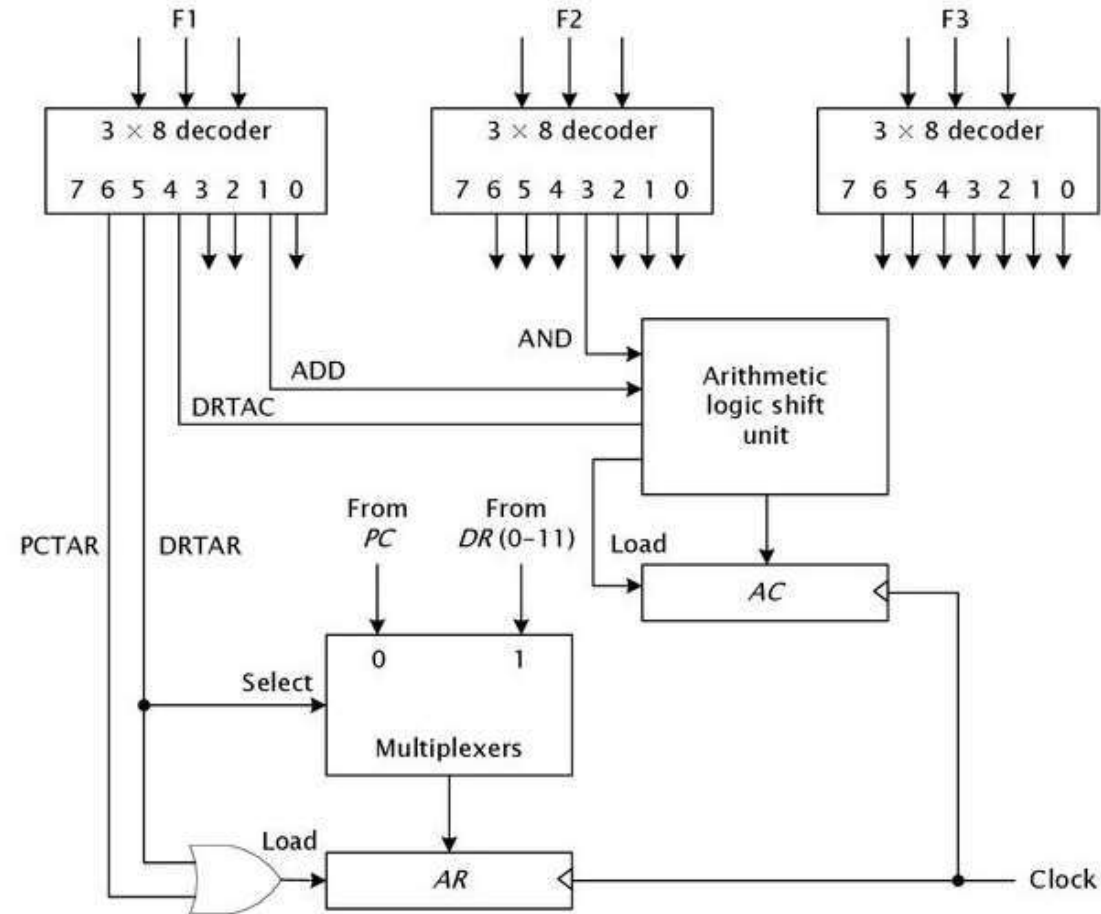 F1
F2
F3
3 × 8 decoder
3 × 8 decoder
3 × 8 decoder
7 6 5 4 3 2 1 0
7 6 5 4 3 2 1 0
7 6 5 4 3 2 1 0
AND
ADD
DRTAC
Arithmetic
logic shift
unit
PCTAR
DRTAR
From
PC
From
DR (0–11)
Load
AC
0 1
Select
Multiplexers
Load
AR
Clock